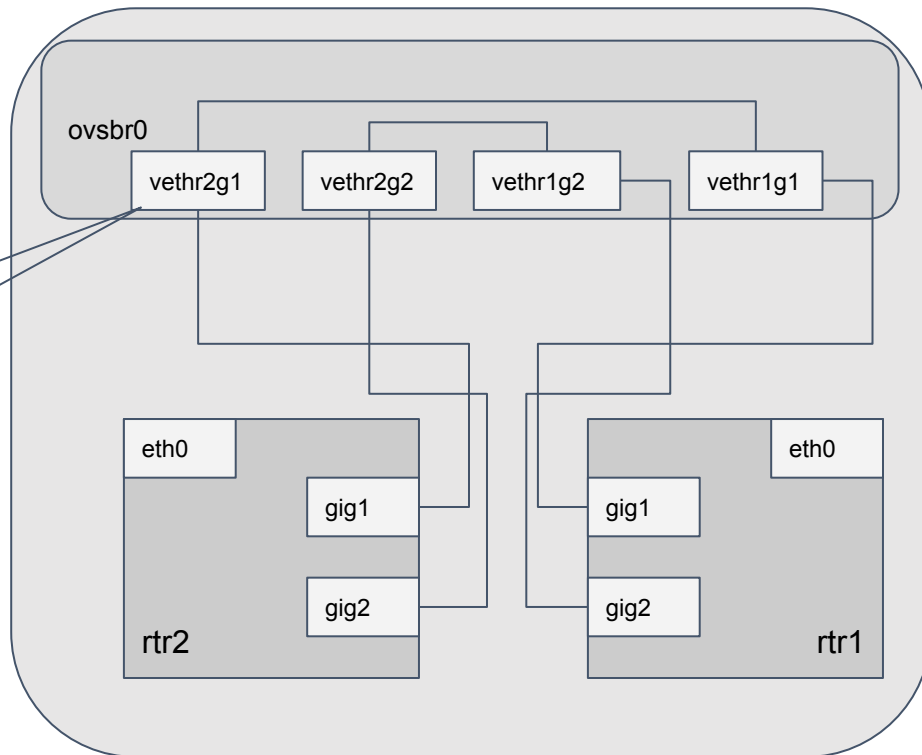 ovsbr0
vethr2g1
vethr2g2
vethr1g2
vethr1g1
eth0
gig1
gig2
rtr2
eth0
gig1
gig2
rtr1